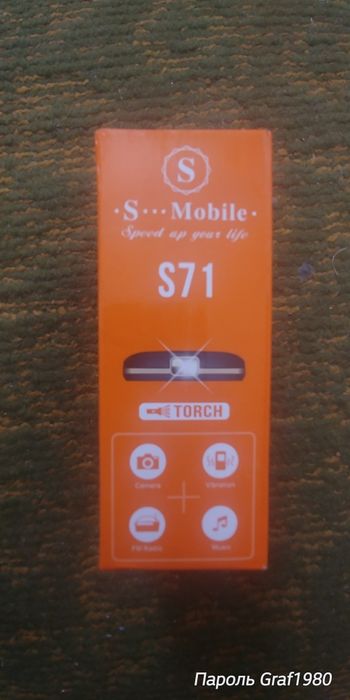 S
·S···Mobile·
Speed up your life
S71
TORCH
Camera
Vibration
FM Radio
Music
Пароль Graf1980